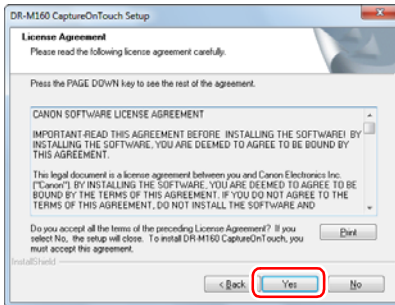 DR-M160 CaptureOnTouch Setup
License Agreement
Please read the following license agreement carefully.
Press the PAGE DOWN key to see the rest of the agreement.
CANON SOFTWARE LICENSE AGREEMENT
IMPORTANT-READ THIS AGREEMENT BEFORE INSTALLING THE SOFTWARE! BY
INSTALLING THE SOFTWARE, YOU ARE DEEMED TO AGREE TO BE BOUND BY
THIS AGREEMENT.
This legal document is a license agreement between you and Canon Electronics Inc.
("Canon"). BY INSTALLING THE SOFTWARE, YOU ARE DEEMED TO AGREE TO BE
BOUND BY THE TERMS OF THIS AGREEMENT. IF YOU DO NOT AGREE TO THE
TERMS OF THIS AGREEMENT, DO NOT INSTALL THE SOFTWARE AND
Do you accept all the terms of the preceding License Agreement? If you
select No, the setup will close. To install DR-M160 CaptureOnTouch, you
must accept this agreement.
Print
InstallShield
< Back
Yes
No